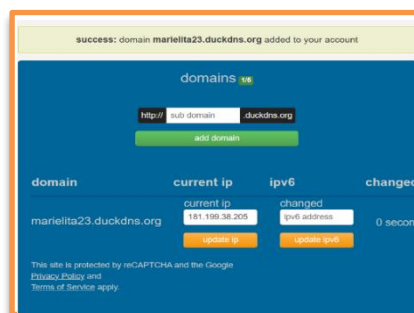 success: domain marielita23.duckdns.org added to your account
domains 1/5
http:// sub domain .duckdns.org
add domain
domain current ip ipv6 changed
current ip changed
marielita23.duckdns.org 181.199.38.205 ipv6 address 0 secon
update ip update ipv6
This site is protected by reCAPTCHA and the Google
Privacy Policy and
Terms of Service apply.